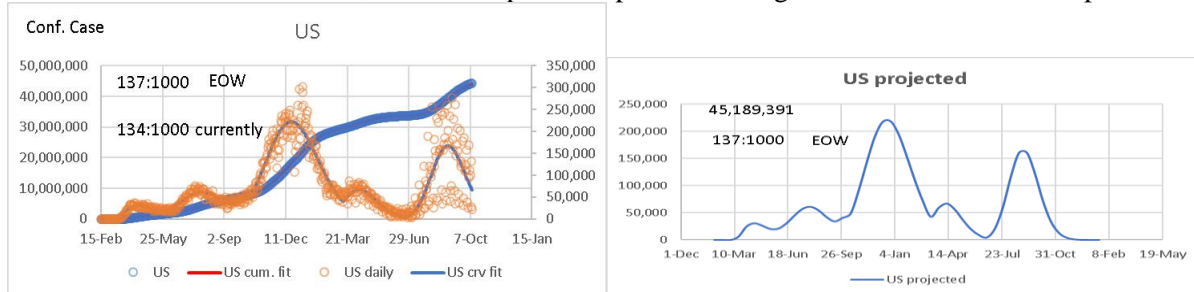 Conf. Case
US
137:1000 EOW
134:1000 currently
50,000,000
40,000,000
30,000,000
20,000,000
10,000,000
0
350,000
300,000
250,000
200,000
150,000
100,000
50,000
0
15-Feb 25-May 2-Sep 11-Dec 21-Mar 29-Jun 7-Oct 15-Jan
US US cum. fit US daily US crv fit
US projected
45,189,391
137:1000 EOW
250,000
200,000
150,000
100,000
50,000
0
1-Dec 10-Mar 18-Jun 26-Sep 4-Jan 14-Apr 23-Jul 31-Oct 8-Feb 19-May
US projected